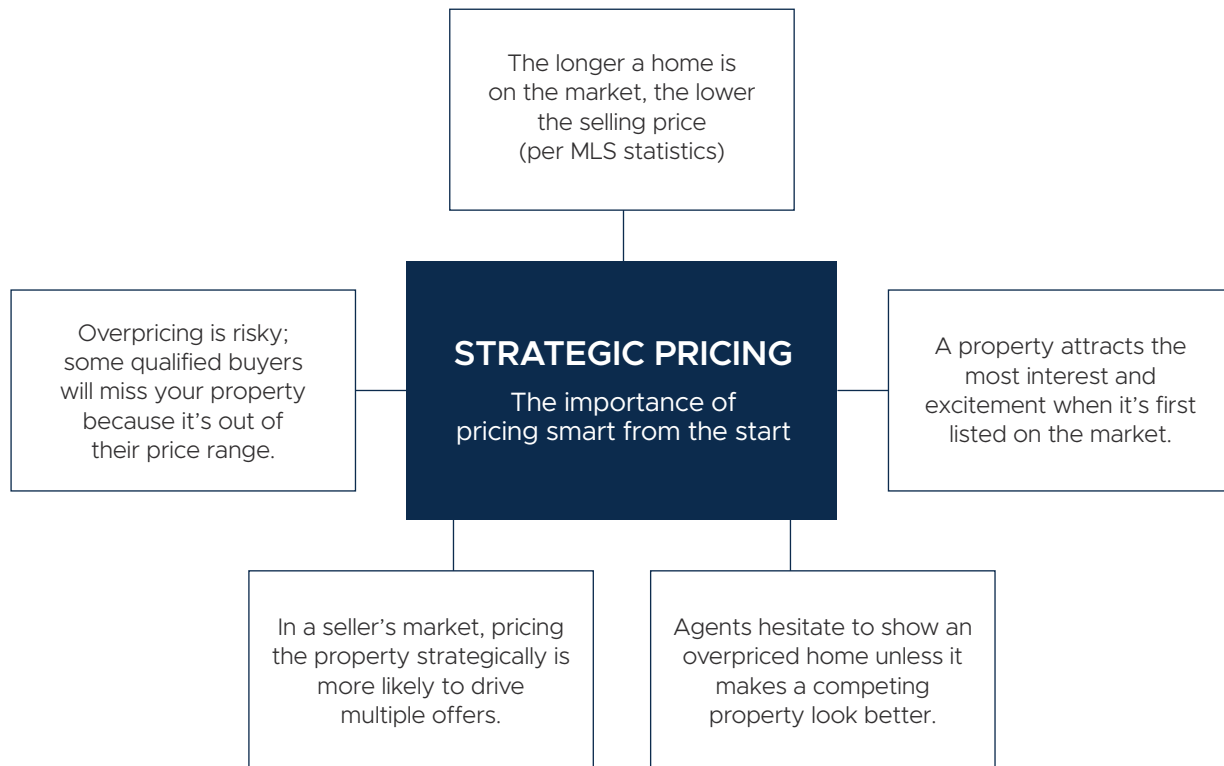 The longer a home is
on the market, the lower
the selling price
(per MLS statistics)
Overpricing is risky;
some qualified buyers
will miss your property
because it's out of
their price range.
STRATEGIC PRICING
The importance of
pricing smart from the start
A property attracts the
most interest and
excitement when it's first
listed on the market.
In a seller's market, pricing
the property strategically is
more likely to drive
multiple offers.
Agents hesitate to show an
overpriced home unless it
makes a competing
property look better.